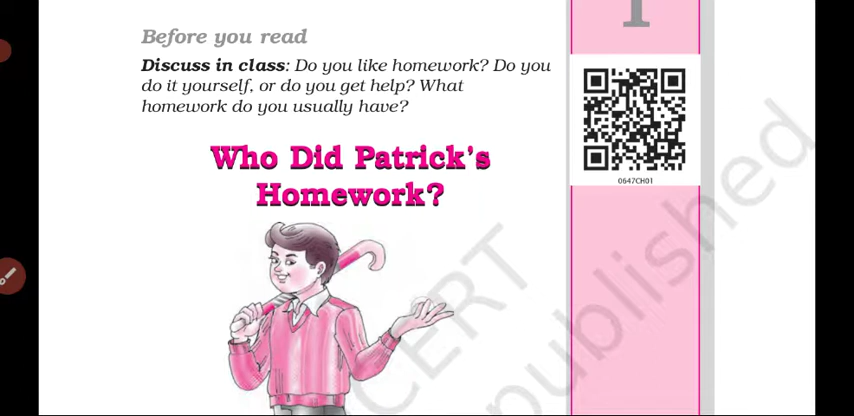 1
Before you read
Discuss in class: Do you like homework? Do you
do it yourself, or do you get help? What
homework do you usually have?
0647CH01
Who Did Patrick's
Homework?
CERT
published